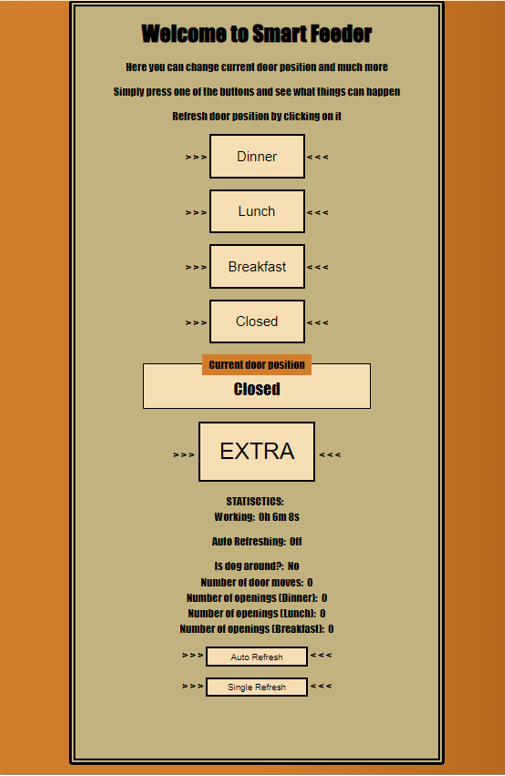 Welcome to Smart Feeder
Here you can change current door position and much more
Simply press one of the buttons and see what things can happen
Refresh door position by clicking on it
>>> Dinner <<<
>>> Lunch <<<
>>> Breakfast <<<
>>> Closed <<<
Current door position
Closed
>>> EXTRA <<<
STATISCTICS:
Working: 0h 6m 8s
Auto Refreshing: Off
Is dog around?: No
Number of door moves: 0
Number of openings (Dinner): 0
Number of openings (Lunch): 0
Number of openings (Breakfast): 0
>>> Auto Refresh <<<
>>> Single Refresh <<<